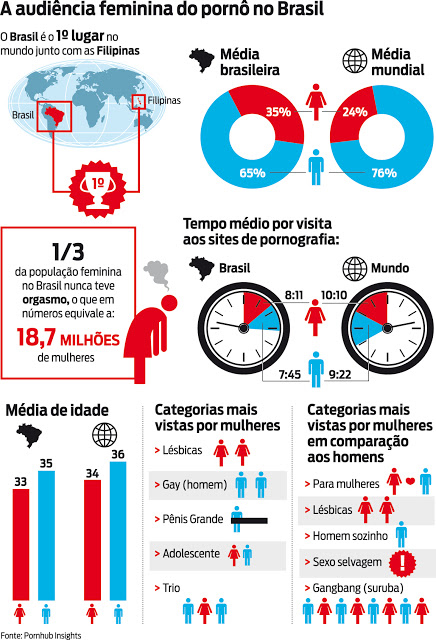 A audiência feminina do pornô no Brasil
O Brasil é o 1º lugar no
mundo junto com as Filipinas
Brasil
Filipinas
1º
Média
brasileira
Média
mundial
35%
24%
65%
76%
1/3
da população feminina
no Brasil nunca teve
orgasmo, o que em
números equivale a:
18,7 MILHÕES
de mulheres
Tempo médio por visita
aos sites de pornografia:
Brasil
Mundo
8:11
10:10
7:45
9:22
Média de idade
33
35
34
36
Categorias mais
vistas por mulheres
> Lésbicas
> Gay (homem)
> Pênis Grande
> Adolescente
> Trio
Categorias mais
vistas por mulheres
em comparação
aos homens
> Para mulheres
> Lésbicas
> Homem sozinho
> Sexo selvagem
!
> Gangbang (suruba)
Fonte: Pornhub Insights